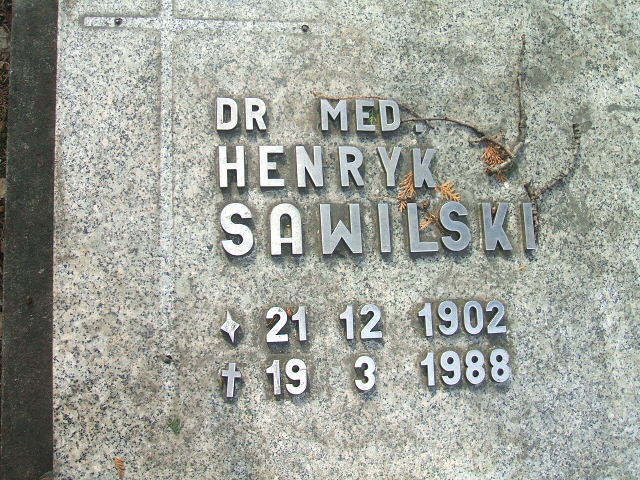 DR MED.
HENRYK
SAWILSKI
21 12 1902
19 3 1988